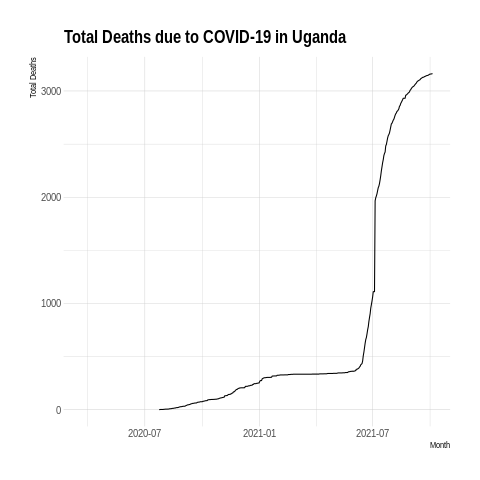 Total Deaths due to COVID-19 in Uganda
Total Deaths
3000
2000
1000
0
2020-07 2021-01 2021-07
Month